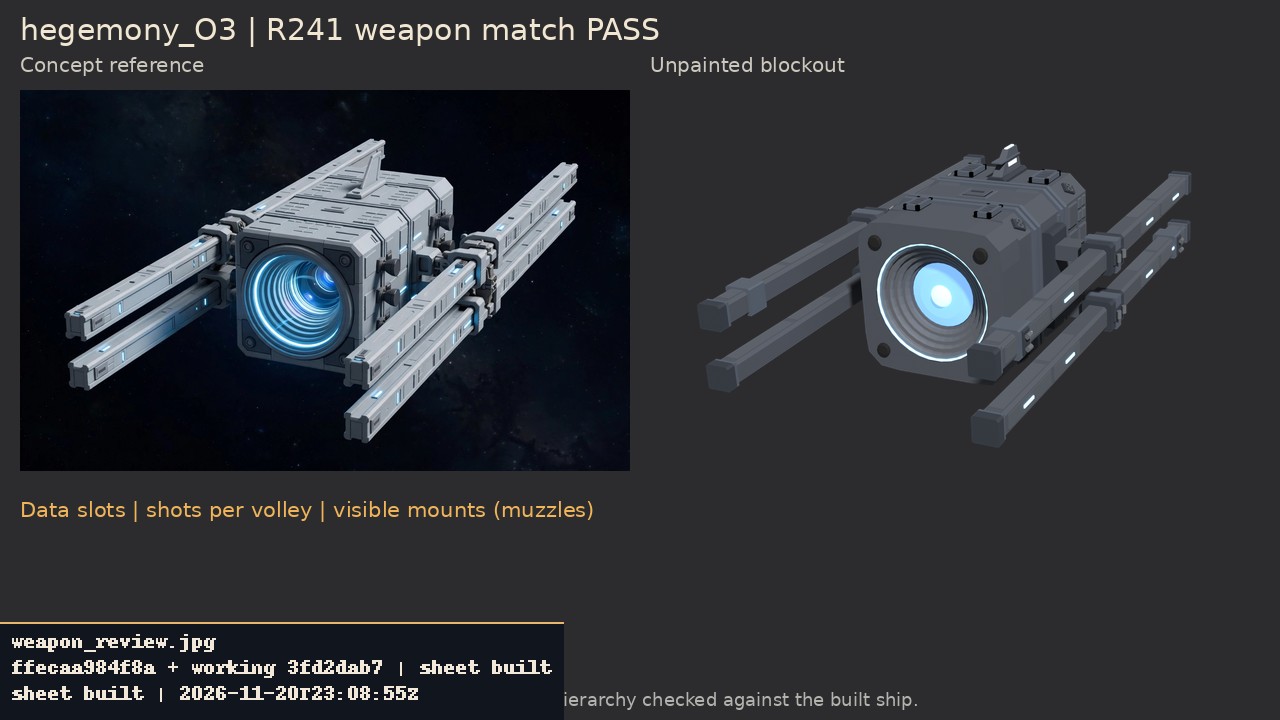 hegemony_O3 | R241 weapon match PASS
Concept reference
Unpainted blockout
Data slots | shots per volley | visible mounts (muzzles)
weapon_review.jpg
ffecaa984f8a + working 3fd2dab7 | sheet built
sheet built | 2026-11-20T23:08:55Z
ierarchy checked against the built ship.